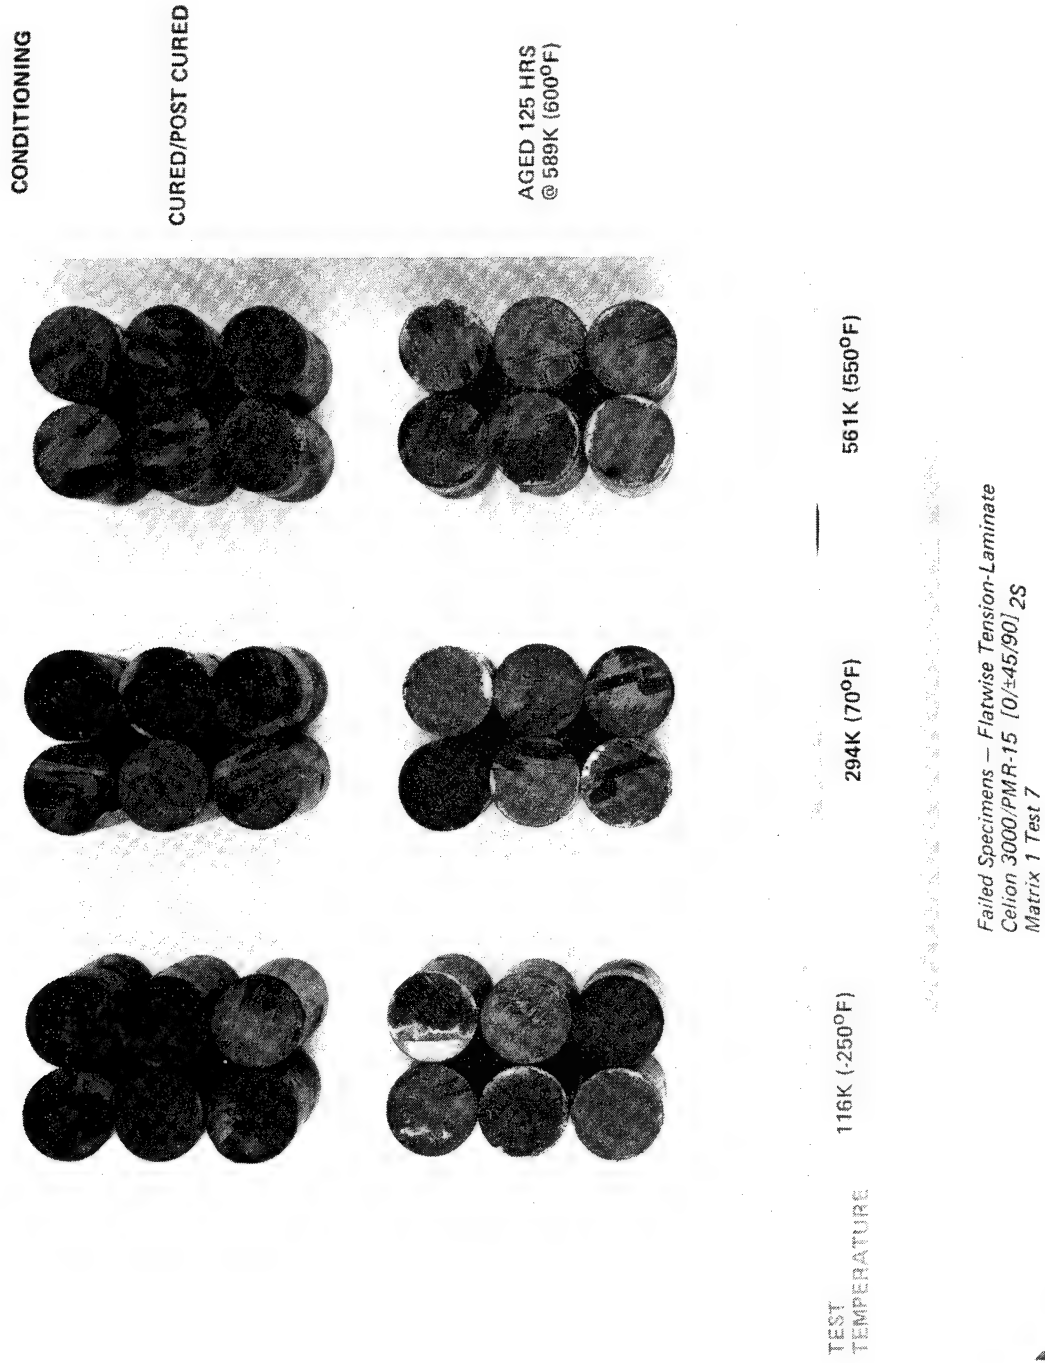 CONDITIONING
CURED/POST CURED
AGED 125 HRS
@ 589K (600°F)
TEST
TEMPERATURE
116K (-250°F)
294K (70°F)
561K (550°F)
Failed Specimens — Flatwise Tension-Laminate
Celion 3000/PMR-15 [0/±45/90]2S
Matrix 1 Test 7